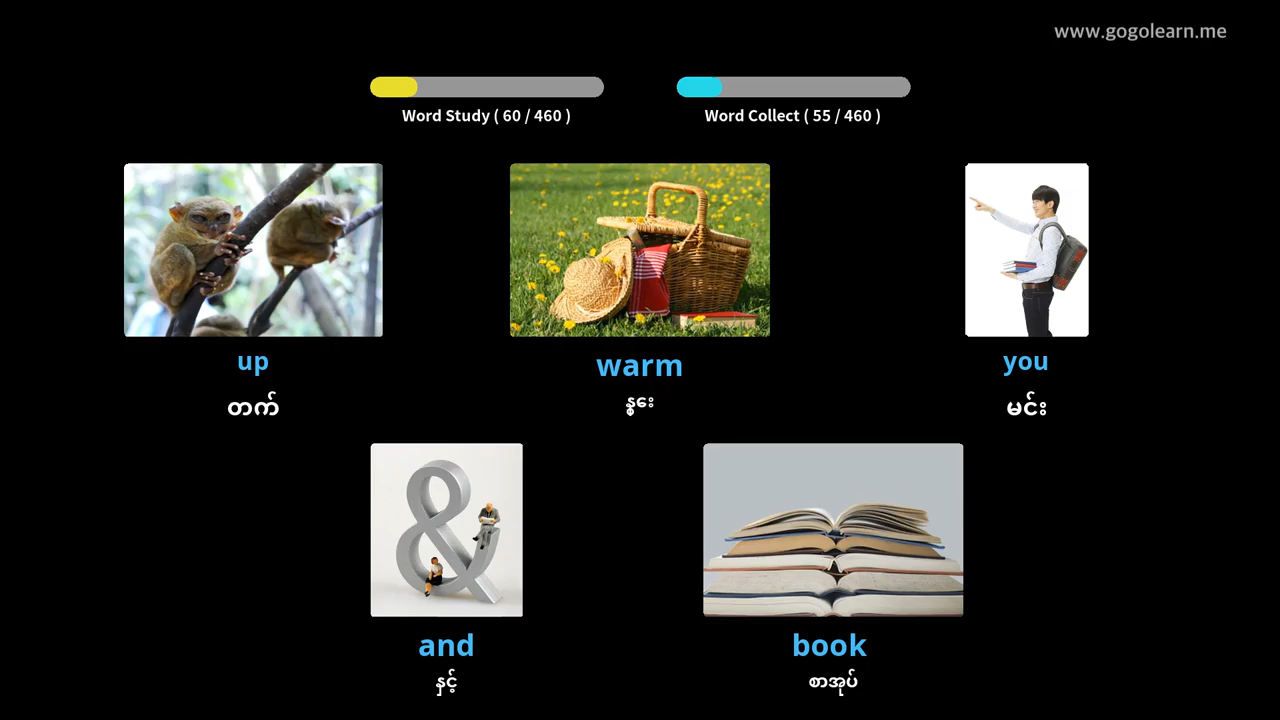 www.gogolearn.me
Word Study ( 60 / 460 )
Word Collect ( 55 / 460 )
up
warm
you
တက်
နွေး
မင်း
and
book
နှင့်
စာအုပ်